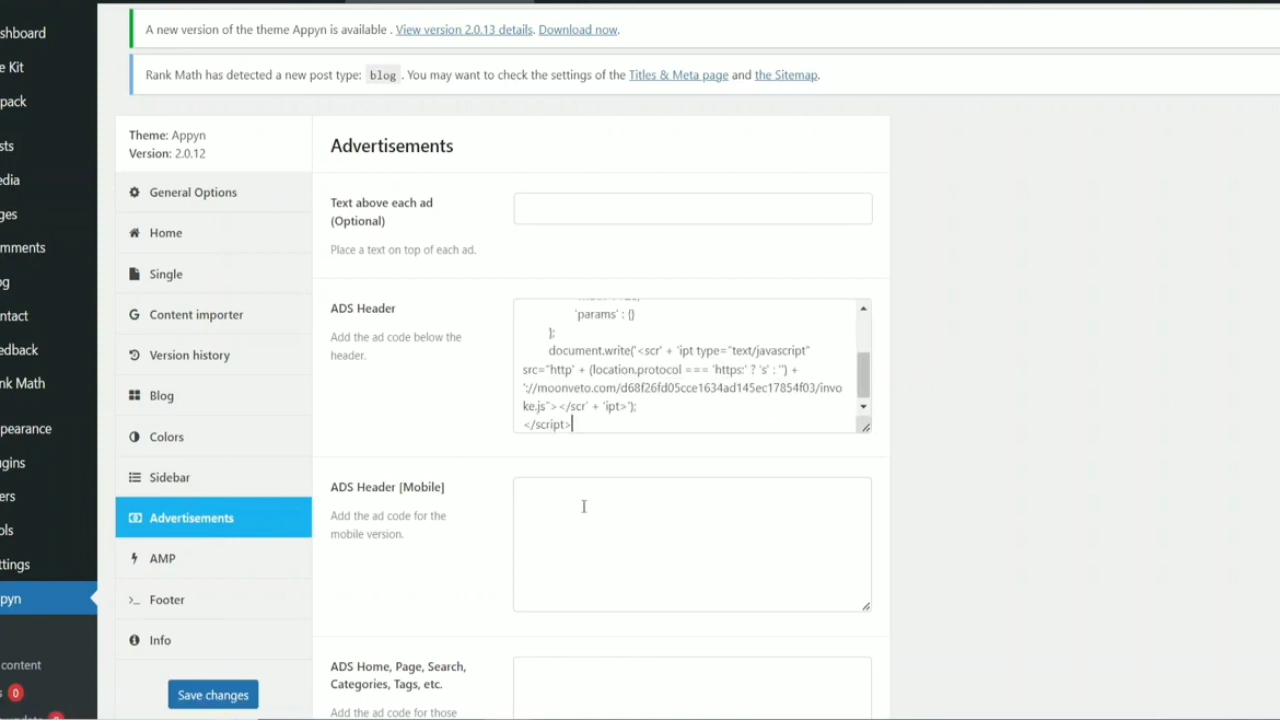 A new version of the theme Appyn is available . View version 2.0.13 details. Download now.
Rank Math has detected a new post type: blog . You may want to check the settings of the Titles & Meta page and the Sitemap.
shboard
e Kit
pack
sts
edia
ges
mments
og
ntact
edback
nk Math
pearance
ugins
ers
ols
ttings
pyn
content
s 0
Theme: Appyn
Version: 2.0.12
General Options
Home
Single
Content importer
Version history
Blog
Colors
Sidebar
Advertisements
AMP
Footer
Info
Save changes
Advertisements
Text above each ad
(Optional)
Place a text on top of each ad.
ADS Header
Add the ad code below the
header.
'params' : {}
};
document.write('<scr' + 'ipt type="text/javascript"
src="http' + (location.protocol === 'https:' ? 's' : '') +
'://moonveto.com/d68f26fd05cce1634ad145ec17854f03/invo
ke.js"></scr' + 'ipt>');
</script>
ADS Header [Mobile]
Add the ad code for the
mobile version.
ADS Home, Page, Search,
Categories, Tags, etc.
Add the ad code for those